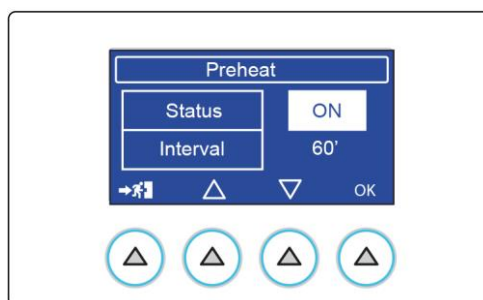 Preheat
Status ON
Interval 60’
OK